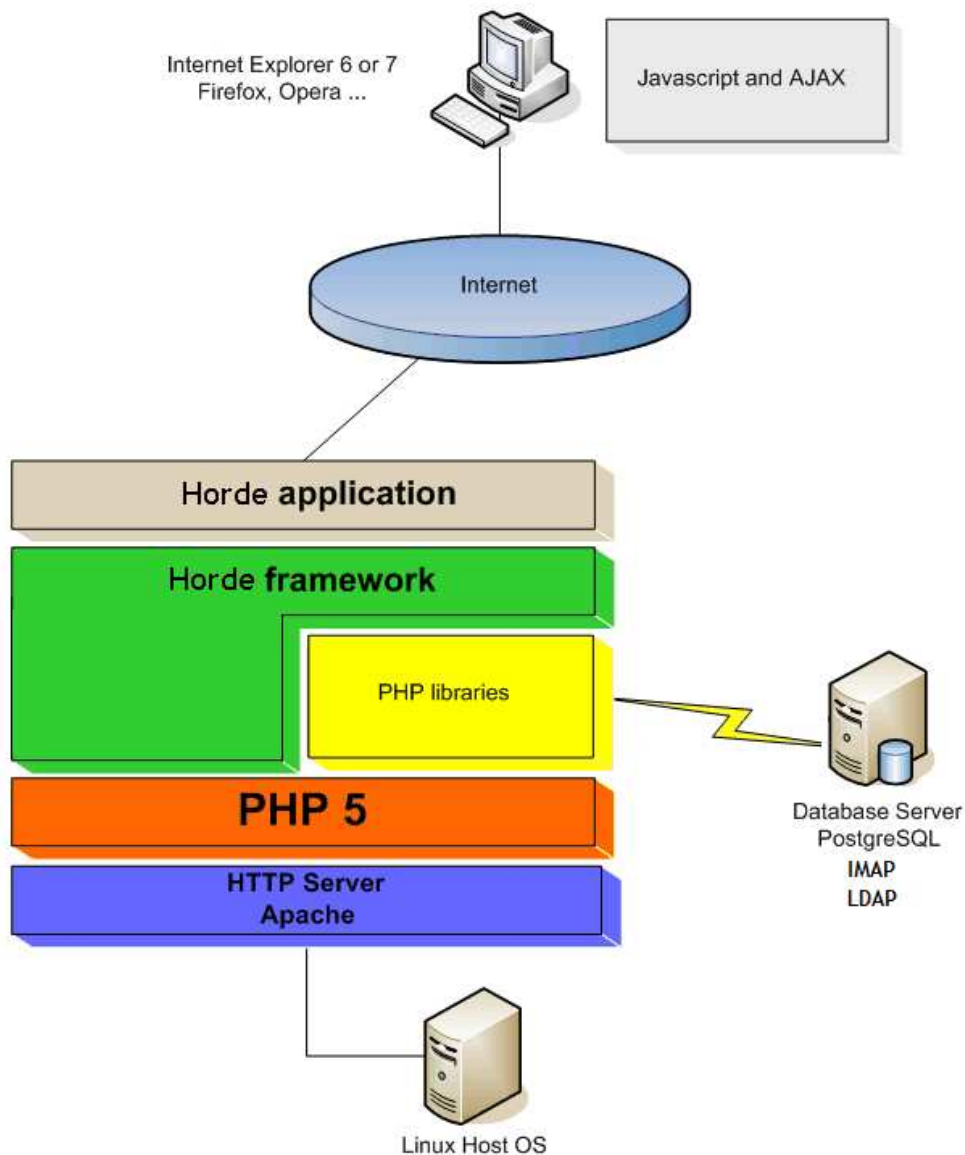 Internet Explorer 6 or 7
Firefox, Opera ...
Javascript and AJAX
Internet
Horde application
Horde framework
PHP libraries
PHP 5
HTTP Server
Apache
Database Server
PostgreSQL
IMAP
LDAP
Linux Host OS